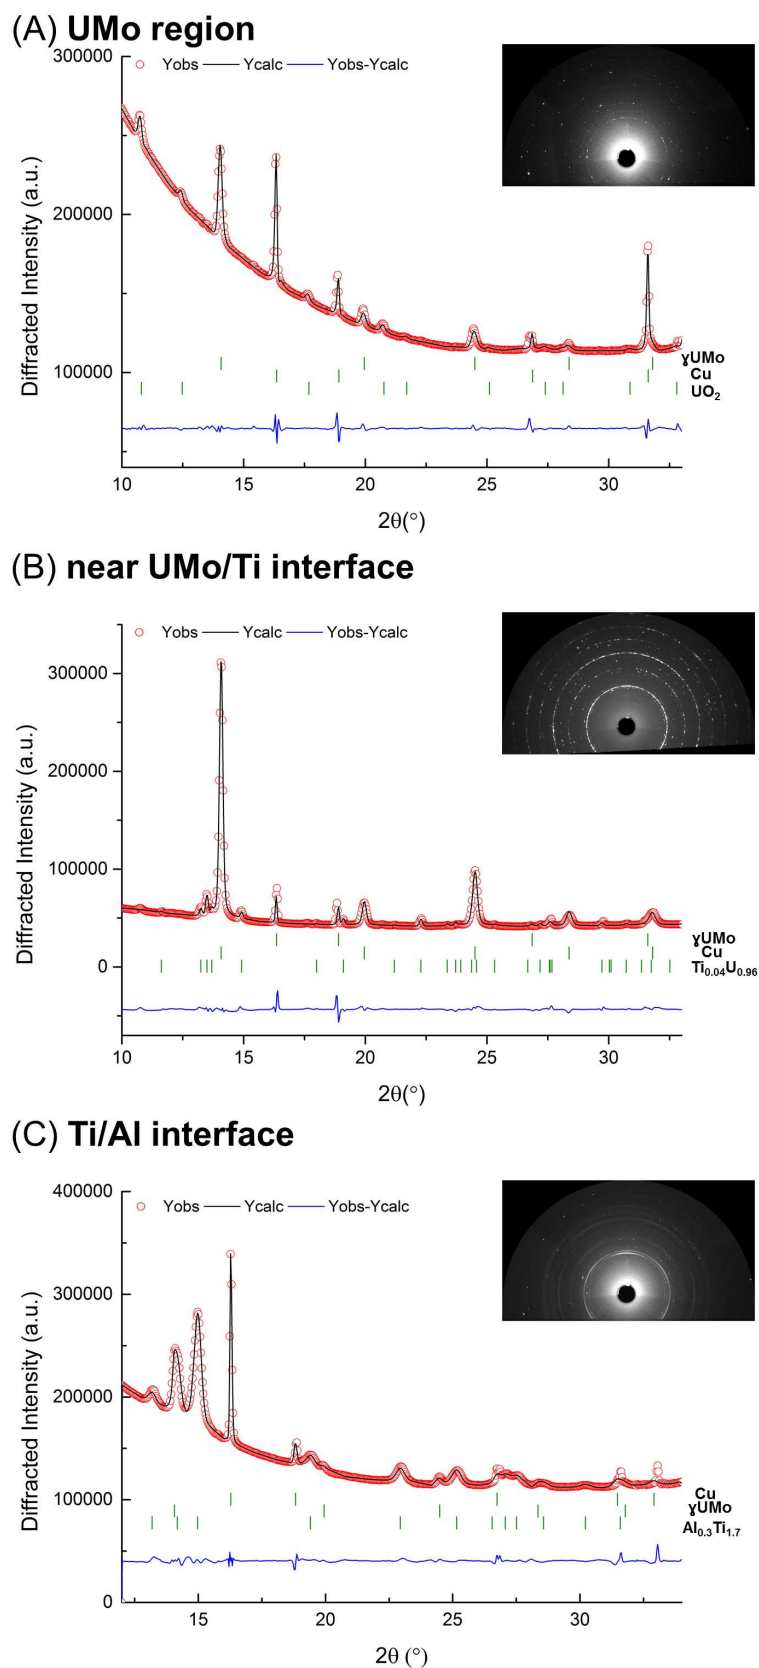 (A) UMo region
Yobs Ycalc Yobs-Ycalc
300000
200000
100000
Diffracted Intensity (a.u.)
ɣUMo
Cu
UO₂
10 15 20 25 30
2θ(°)
(B) near UMo/Ti interface
Yobs Ycalc Yobs-Ycalc
300000
200000
100000
0
Diffracted Intensity (a.u.)
ɣUMo
Cu
Ti₀.₀₄U₀.₉₆
10 15 20 25 30
2θ(°)
(C) Ti/Al interface
Yobs Ycalc Yobs-Ycalc
400000
300000
200000
100000
0
Diffracted Intensity (a.u.)
Cu
ɣUMo
Al₀.₃Ti₁.₇
15 20 25 30
2θ (°)